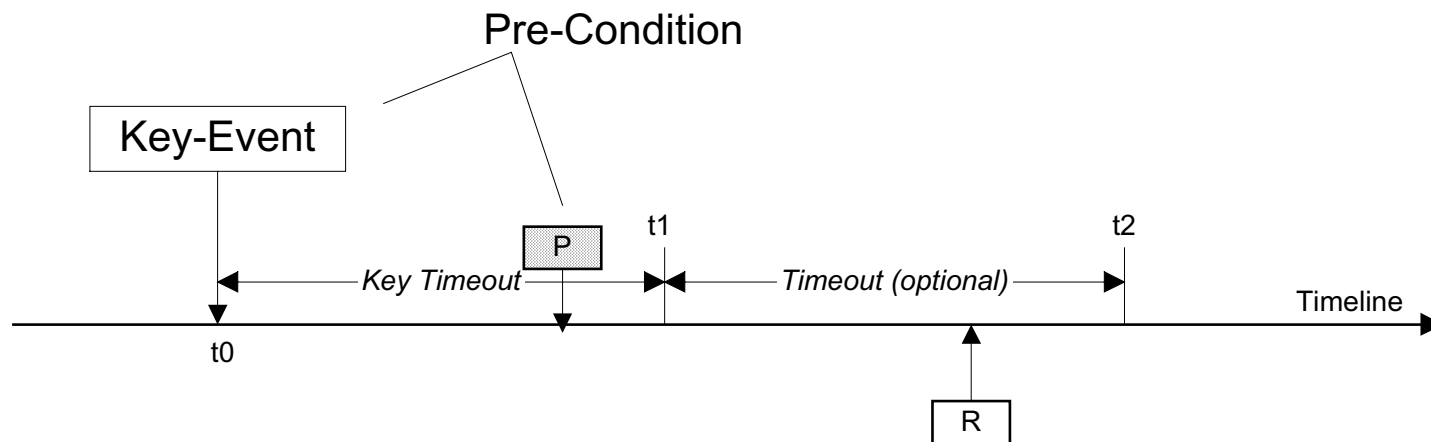 Pre-Condition
Key-Event
P
t1
t2
Key Timeout
Timeout (optional)
Timeline
t0
R